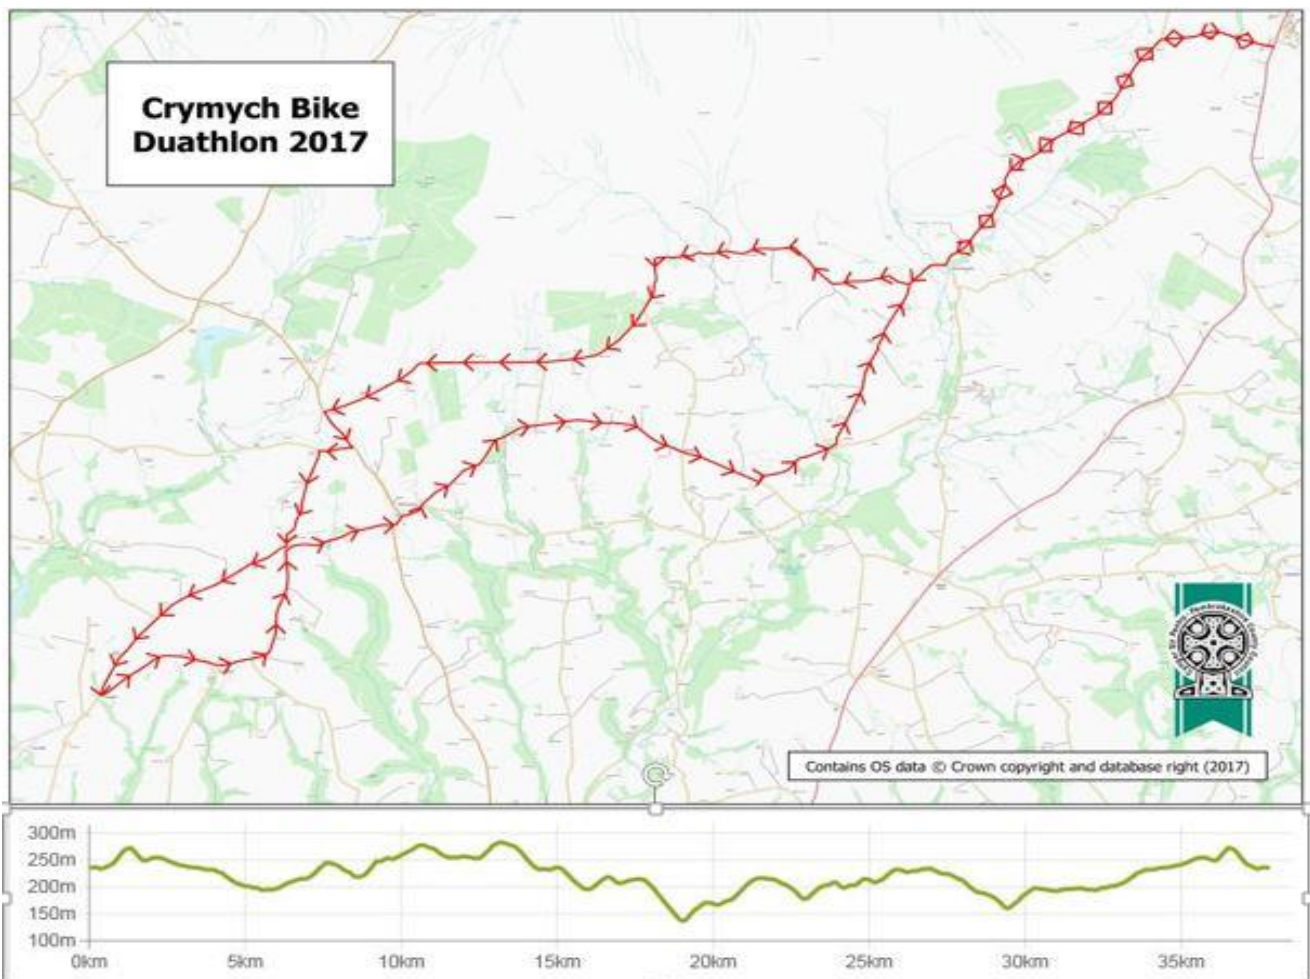 Crymych Bike
Duathlon 2017
Contains OS data © Crown copyright and database right (2017)
300m
250m
200m
150m
100m
0km
5km
10km
15km
20km
25km
30km
35km